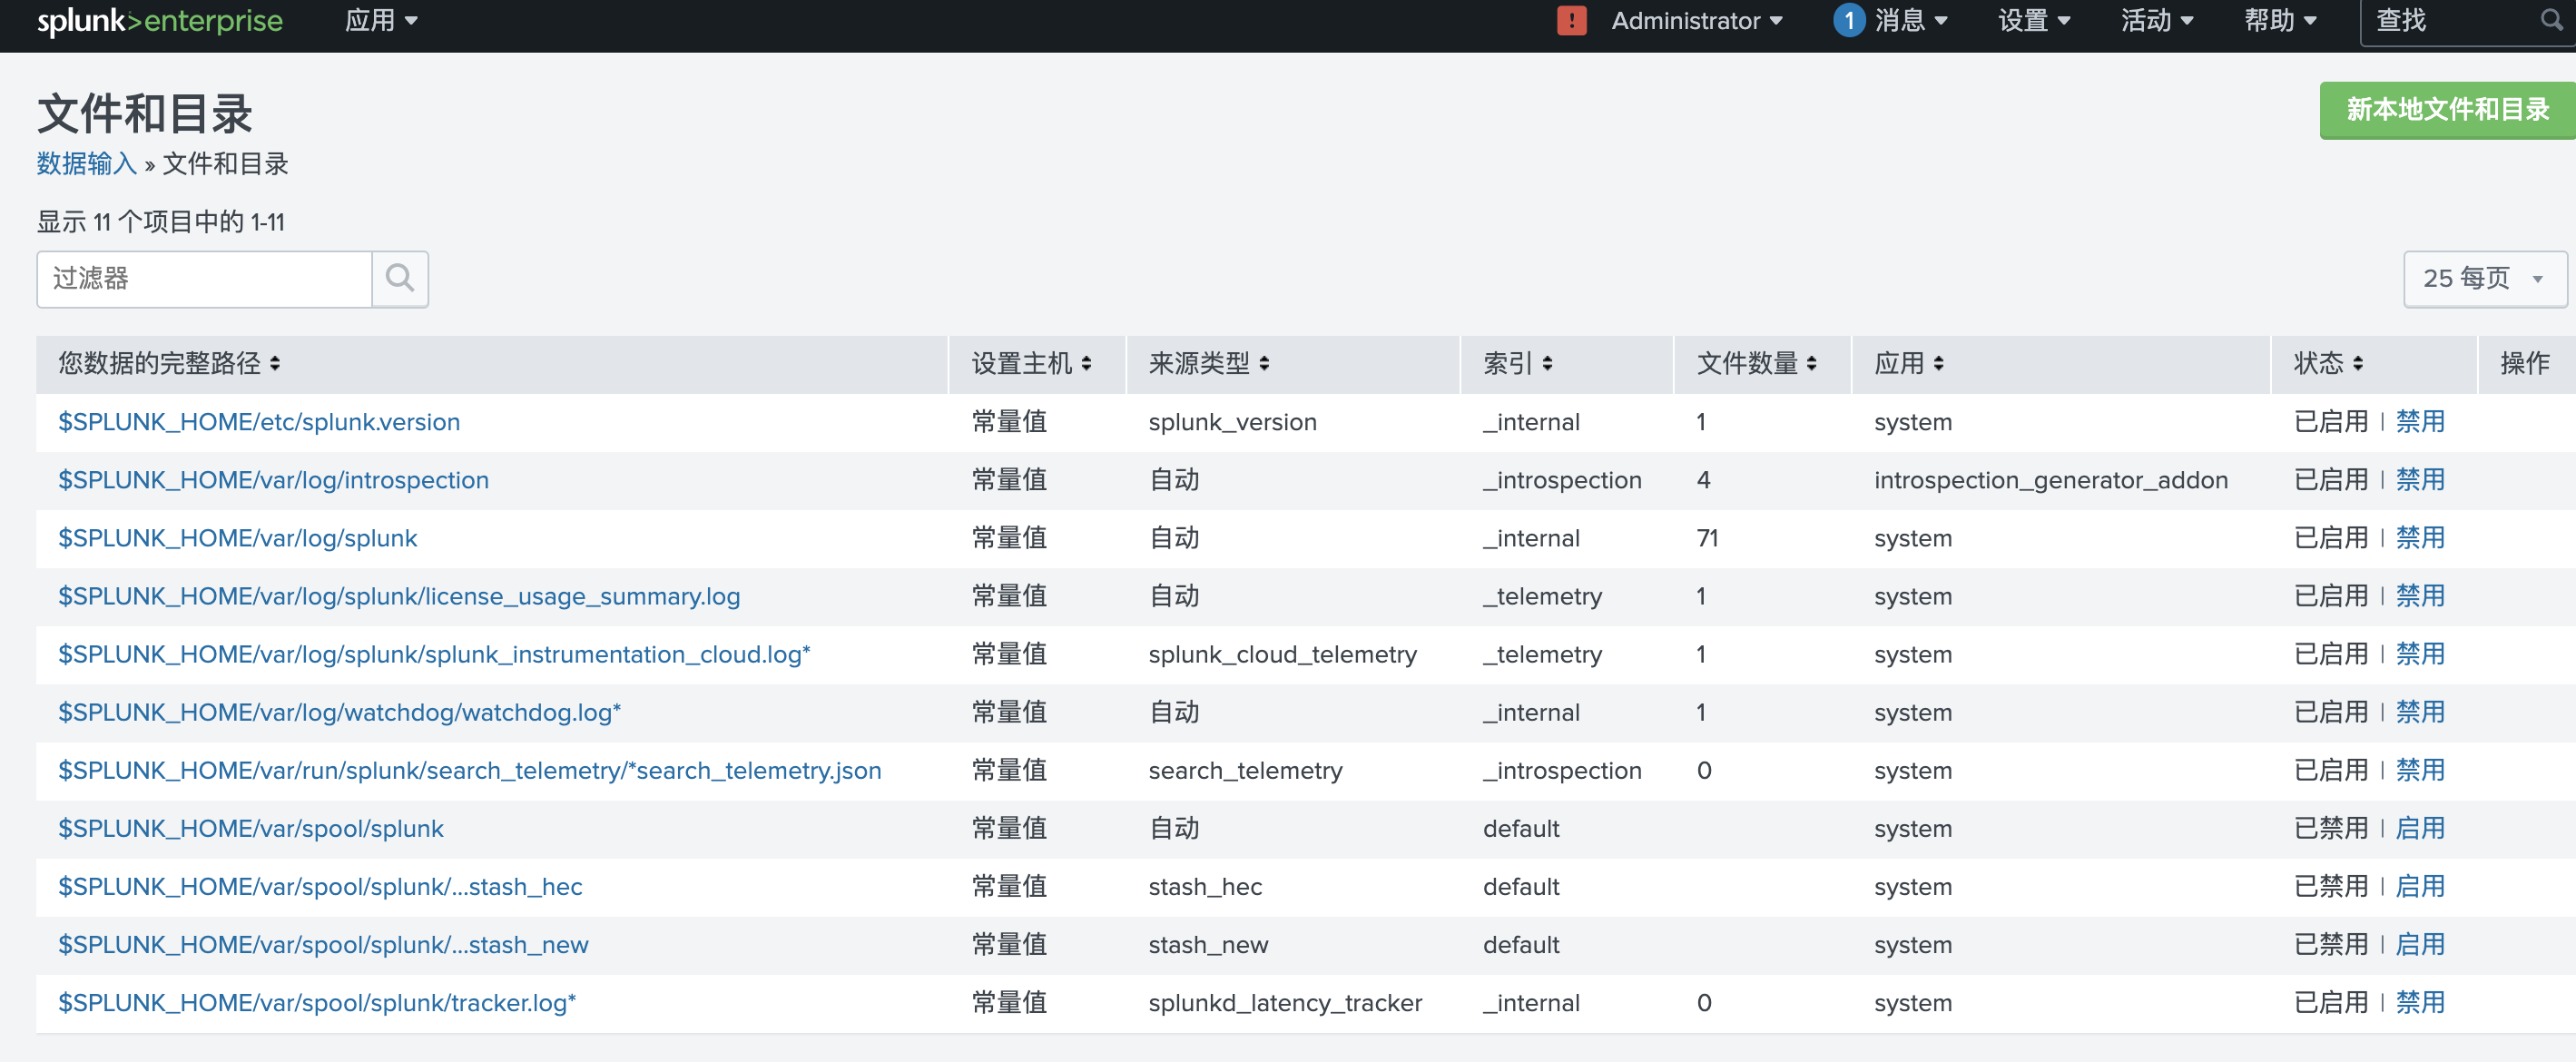 splunk>enterprise 应用 ! Administrator 1 消息 设置 活动 帮助 查找
文件和目录 新本地文件和目录
数据输入 » 文件和目录
显示 11 个项目中的 1-11
过滤器 25 每页
您数据的完整路径 设置主机 来源类型 索引 文件数量 应用 状态 操作
$SPLUNK_HOME/etc/splunk.version 常量值 splunk_version _internal 1 system 已启用 | 禁用
$SPLUNK_HOME/var/log/introspection 常量值 自动 _introspection 4 introspection_generator_addon 已启用 | 禁用
$SPLUNK_HOME/var/log/splunk 常量值 自动 _internal 71 system 已启用 | 禁用
$SPLUNK_HOME/var/log/splunk/license_usage_summary.log 常量值 自动 _telemetry 1 system 已启用 | 禁用
$SPLUNK_HOME/var/log/splunk/splunk_instrumentation_cloud.log* 常量值 splunk_cloud_telemetry _telemetry 1 system 已启用 | 禁用
$SPLUNK_HOME/var/log/watchdog/watchdog.log* 常量值 自动 _internal 1 system 已启用 | 禁用
$SPLUNK_HOME/var/run/splunk/search_telemetry/*search_telemetry.json 常量值 search_telemetry _introspection 0 system 已启用 | 禁用
$SPLUNK_HOME/var/spool/splunk 常量值 自动 default system 已禁用 | 启用
$SPLUNK_HOME/var/spool/splunk/...stash_hec 常量值 stash_hec default system 已禁用 | 启用
$SPLUNK_HOME/var/spool/splunk/...stash_new 常量值 stash_new default system 已禁用 | 启用
$SPLUNK_HOME/var/spool/splunk/tracker.log* 常量值 splunkd_latency_tracker _internal 0 system 已启用 | 禁用